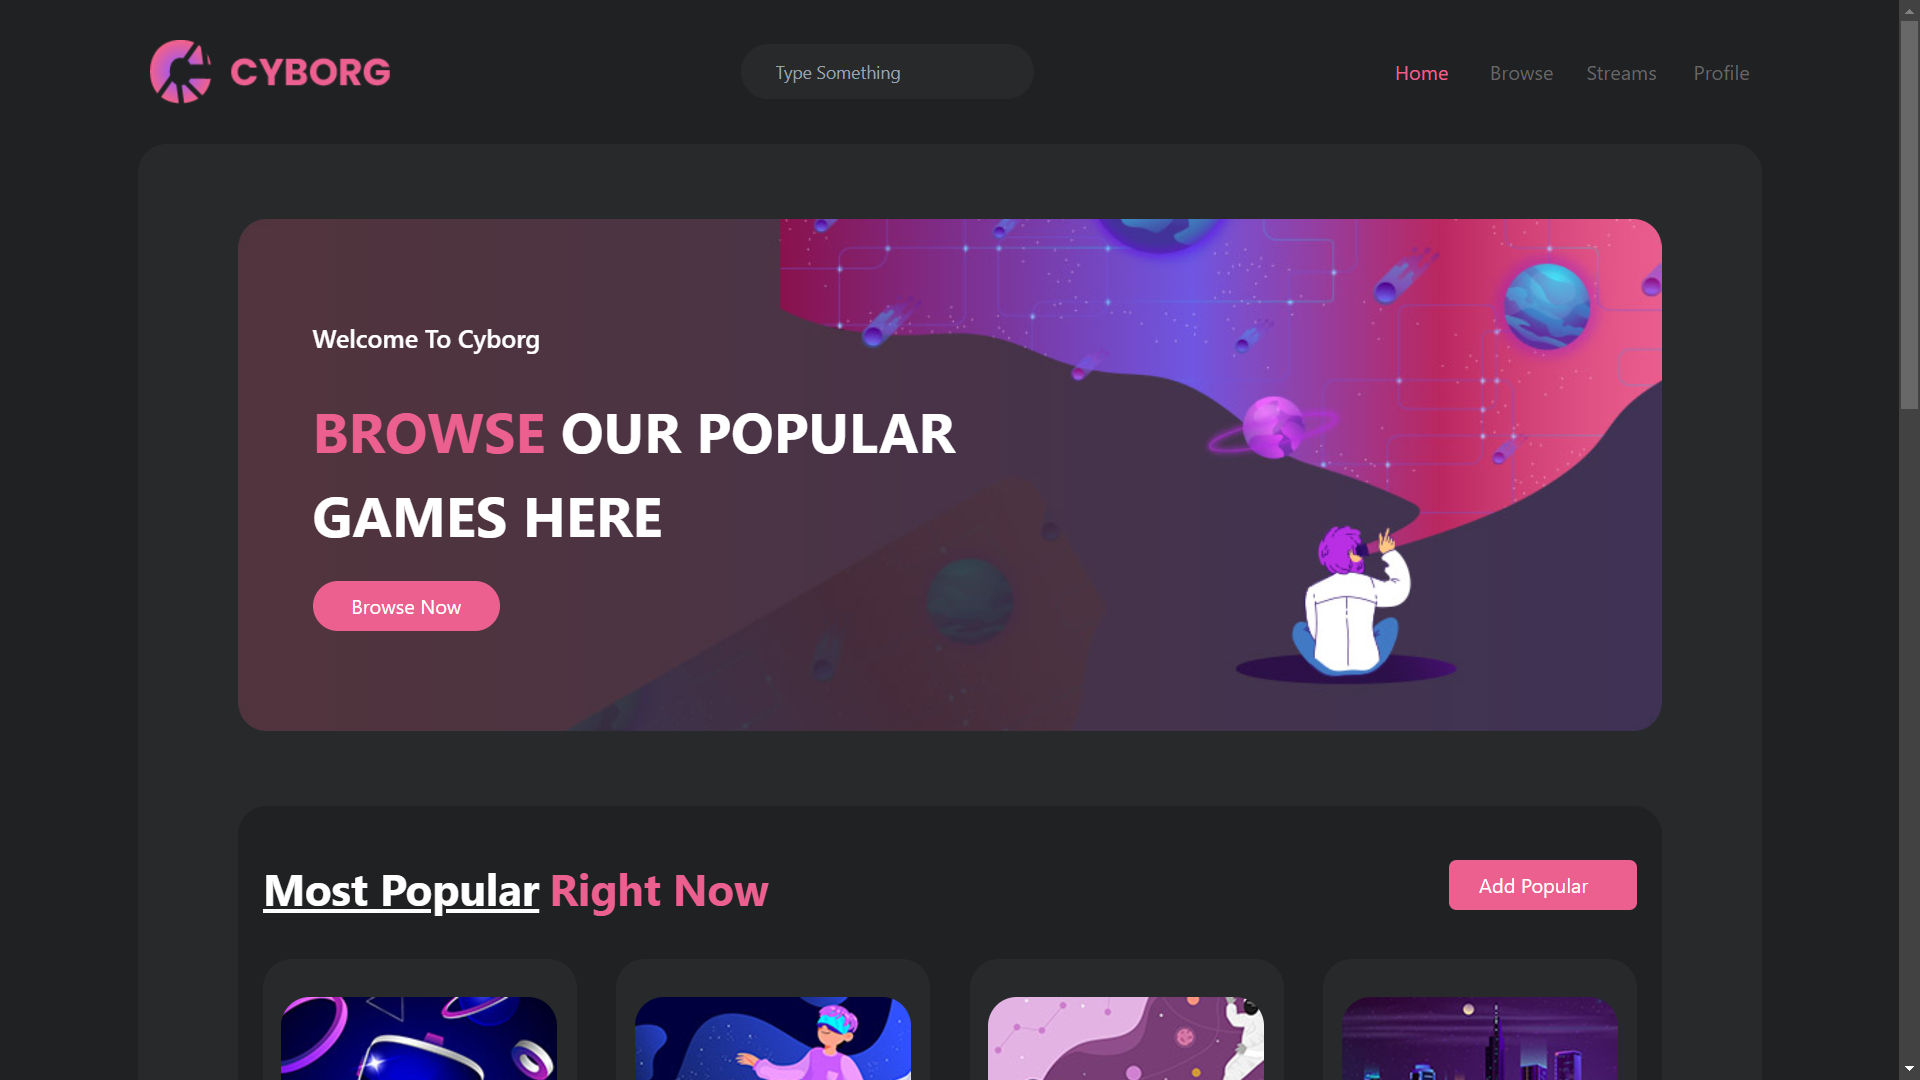 CYBORG
Type Something
Home Browse Streams Profile
Welcome To Cyborg
BROWSE OUR POPULAR
GAMES HERE
Browse Now
Most Popular Right Now
Add Popular